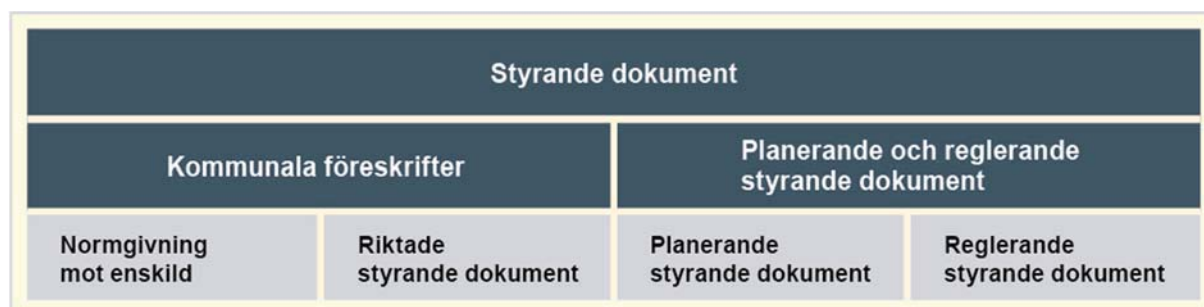 Styrande dokument
Kommunala föreskrifter
Planerande och reglerande
styrande dokument
Normgivning
mot enskild
Riktade
styrande dokument
Planerande
styrande dokument
Reglerande
styrande dokument